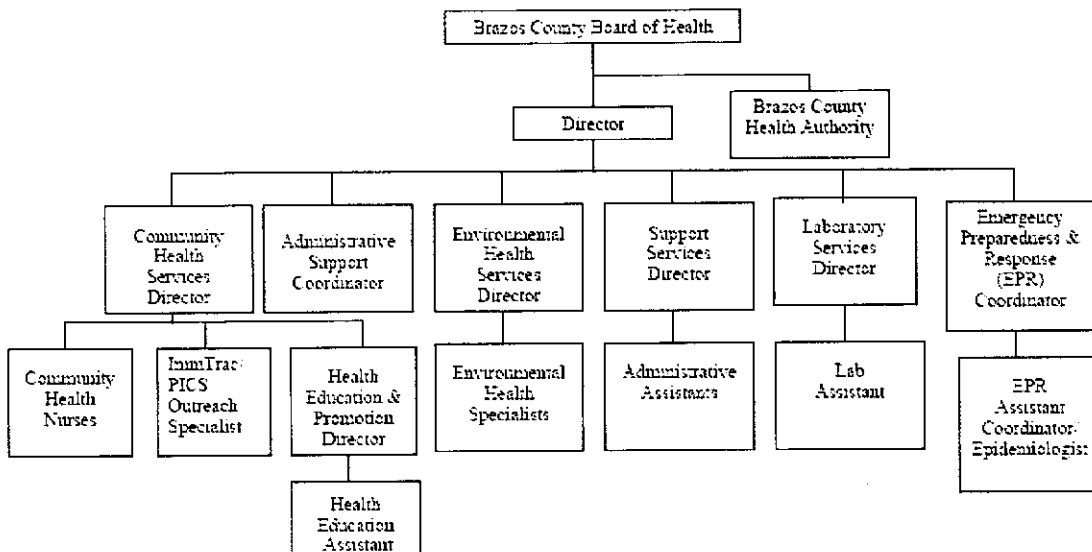 Brazos County Board of Health
Director
Brazos County
Health Authority
Community
Health
Services
Director
Administrative
Support
Coordinator
Environmental
Health
Services
Director
Support
Services
Director
Laboratory
Services
Director
Emergency
Preparedness &
Response
(EPR)
Coordinator
Community
Health
Nurses
ImmTrac/
PICS
Outreach
Specialist
Health
Education &
Promotion
Director
Environmental
Health
Specialists
Administrative
Assistants
Lab
Assistant
EPR
Assistant
Coordinator/
Epidemiologist
Health
Education
Assistant